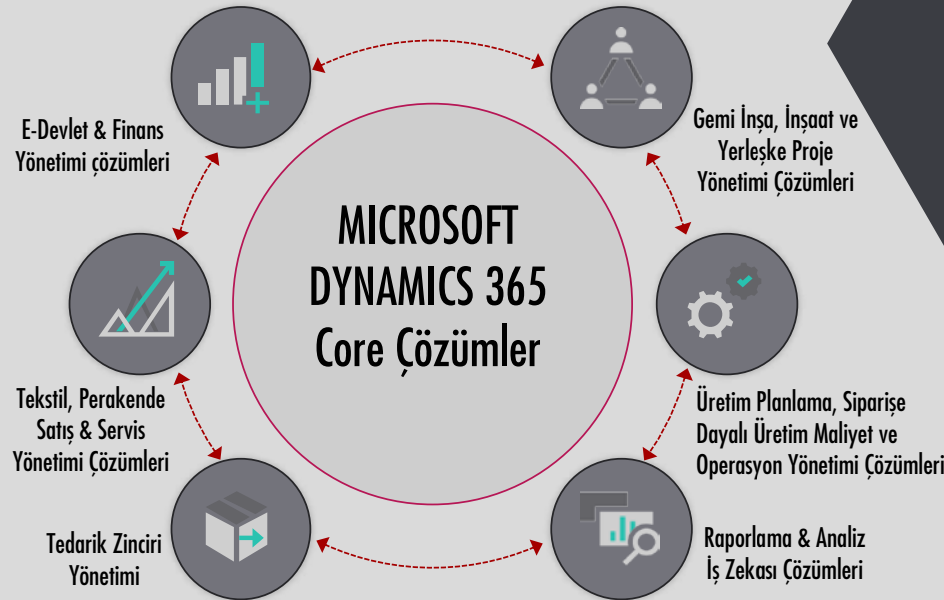 E-Devlet & Finans
Yönetimi çözümleri
Gemi İnşa, İnşaat ve
Yerleşke Proje
Yönetimi Çözümleri
MICROSOFT
DYNAMICS 365
Core Çözümler
Tekstil, Perakende
Satış & Servis
Yönetimi Çözümleri
Üretim Planlama, Siparişe
Dayalı Üretim Maliyet ve
Operasyon Yönetimi Çözümleri
Tedarik Zinciri
Yönetimi
Raporlama & Analiz
İş Zekası Çözümleri